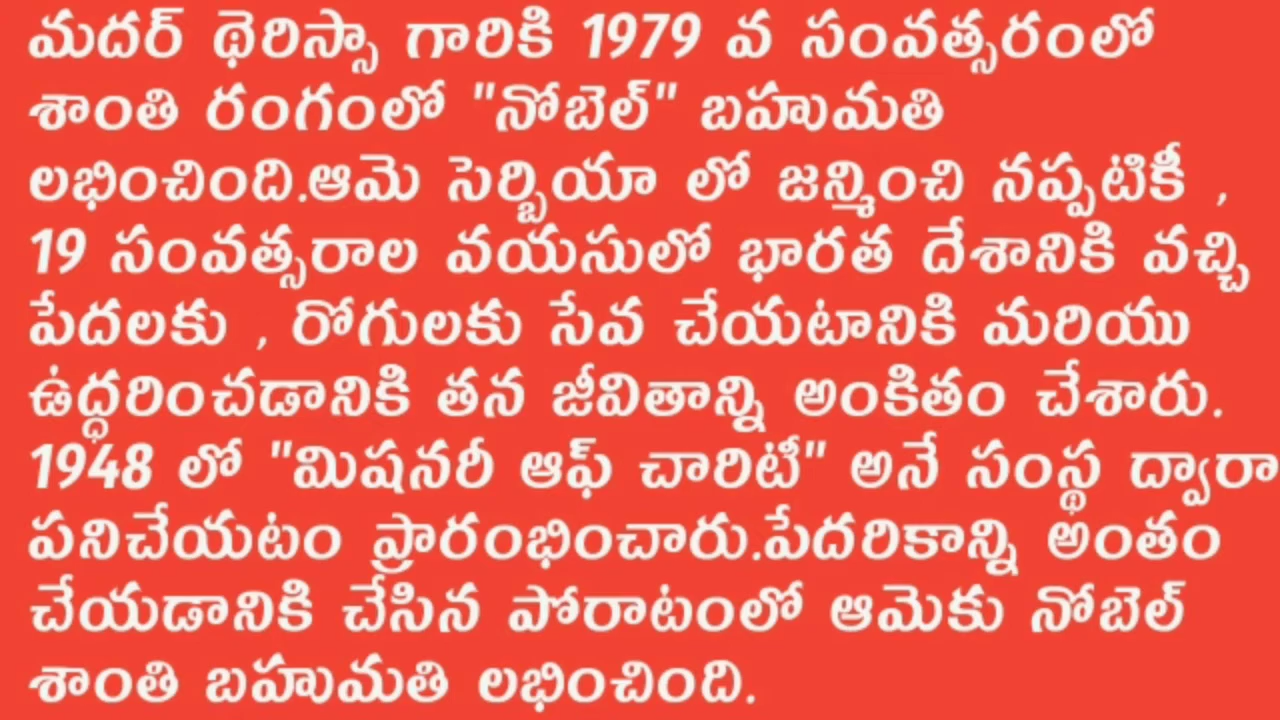 మదర్ థెరిస్సా గారికి 1979 వ సంవత్సరంలో
శాంతి రంగంలో "నోబెల్" బహుమతి
లభించింది.ఆమె సెర్బియా లో జన్మించి నప్పటికీ ,
19 సంవత్సరాల వయసులో భారత దేశానికి వచ్చి
పేదలకు , రోగులకు సేవ చేయటానికి మరియు
ఉద్ధరించడానికి తన జీవితాన్ని అంకితం చేశారు.
1948 లో "మిషనరీ ఆఫ్ చారిటీ" అనే సంస్థ ద్వారా
పనిచేయటం ప్రారంభించారు.పేదరికాన్ని అంతం
చేయడానికి చేసిన పోరాటంలో ఆమెకు నోబెల్
శాంతి బహుమతి లభించింది.